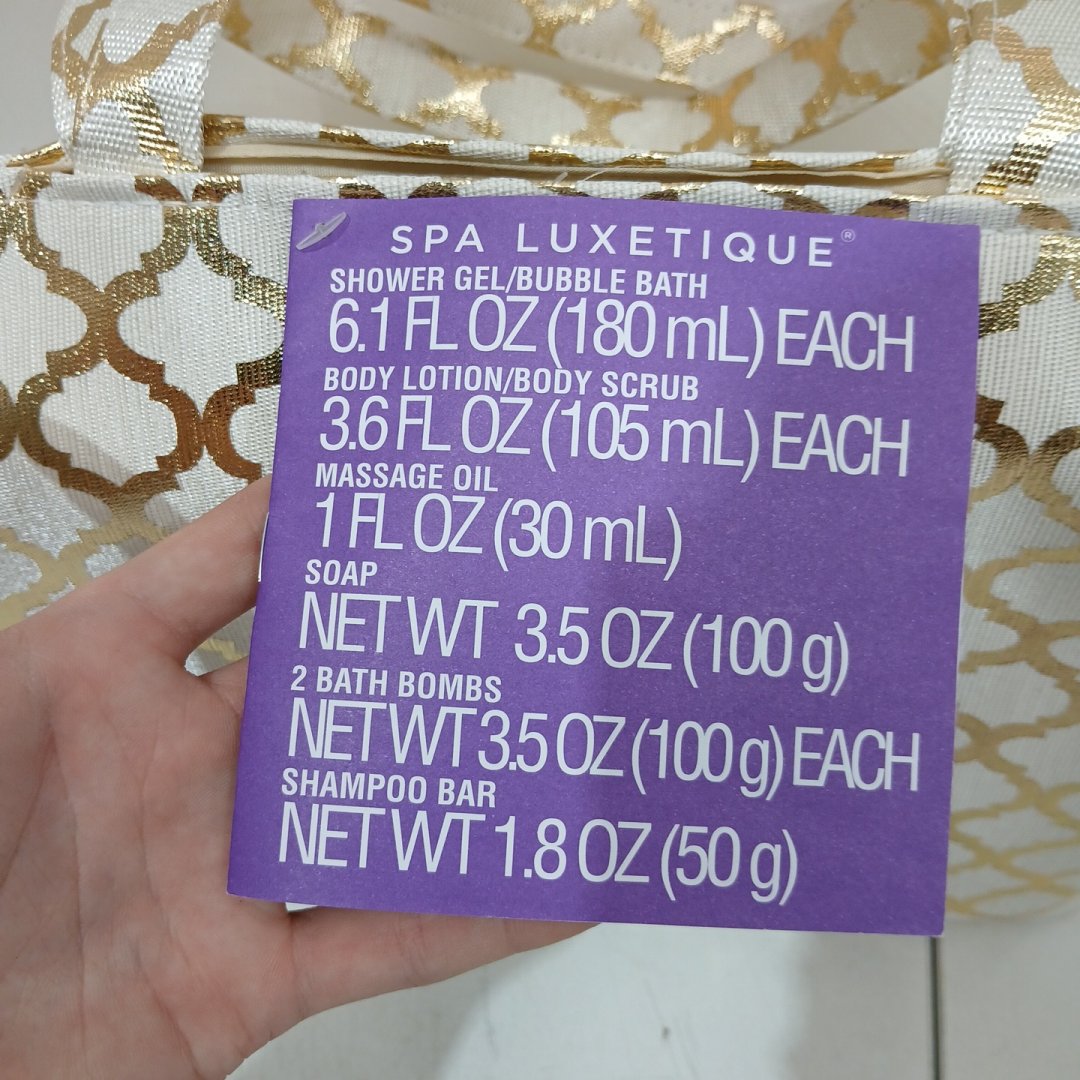 SPA LUXETIQUE®
SHOWER GEL/BUBBLE BATH
6.1 FL OZ (180 mL) EACH
BODY LOTION/BODY SCRUB
3.6 FL OZ (105 mL) EACH
MASSAGE OIL
1 FL OZ (30 mL)
SOAP
NET WT 3.5 OZ (100 g)
2 BATH BOMBS
NET WT 3.5 OZ (100 g) EACH
SHAMPOO BAR
NET WT 1.8 OZ (50 g)